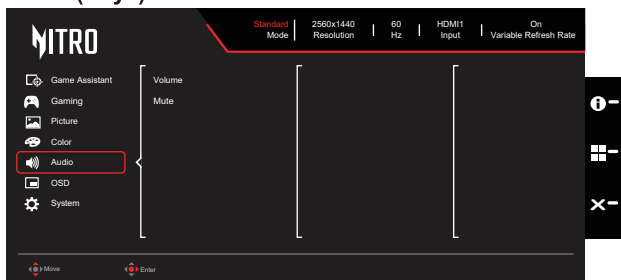 NITRO
Standard
Mode
2560x1440
Resolution
60
Hz
HDMI1
Input
On
Variable Refresh Rate
Game Assistant
Gaming
Picture
Color
Audio
OSD
System
Volume
Mute
Move
Enter